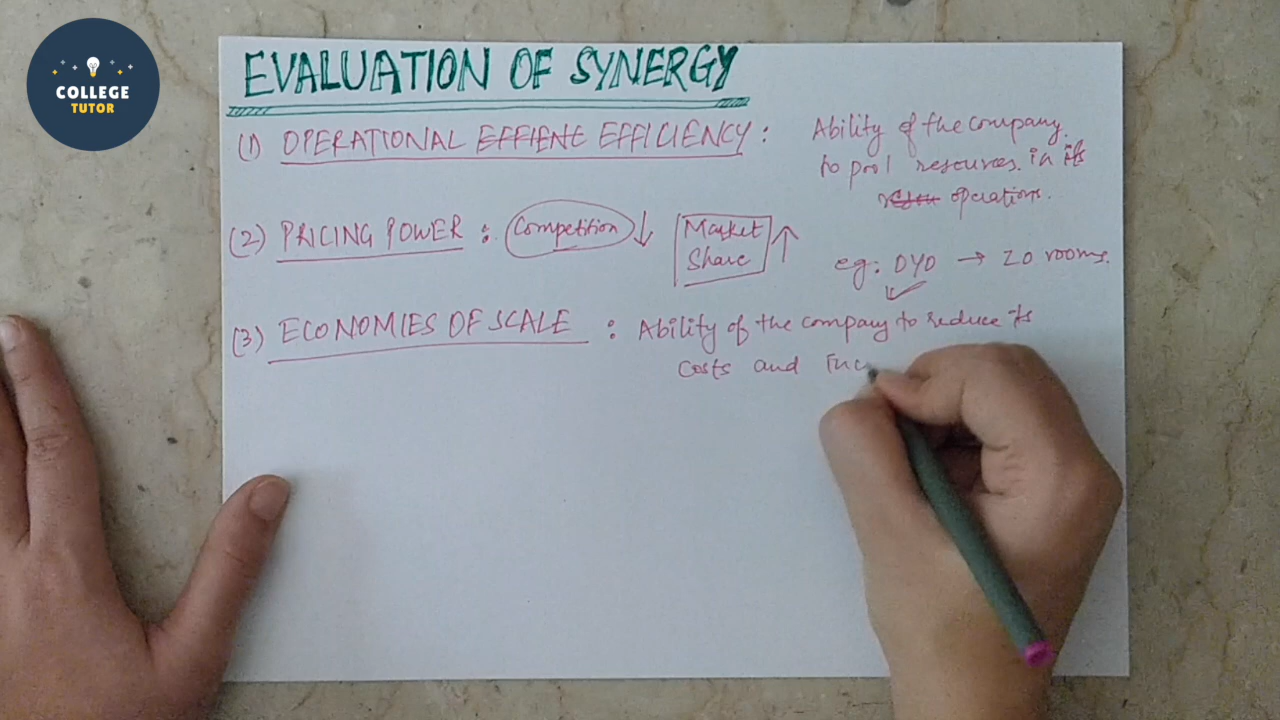 COLLEGE
TUTOR
EVALUATION OF SYNERGY
(1) OPERATIONAL EFFIENT EFFICIENCY : Ability of the company
to pool resources in its
operations.
(2) PRICING POWER : Competition ↓ Market Share ↑
eg: OYO → ZO rooms.
(3) ECONOMIES OF SCALE : Ability of the company to reduce its
costs and Inc